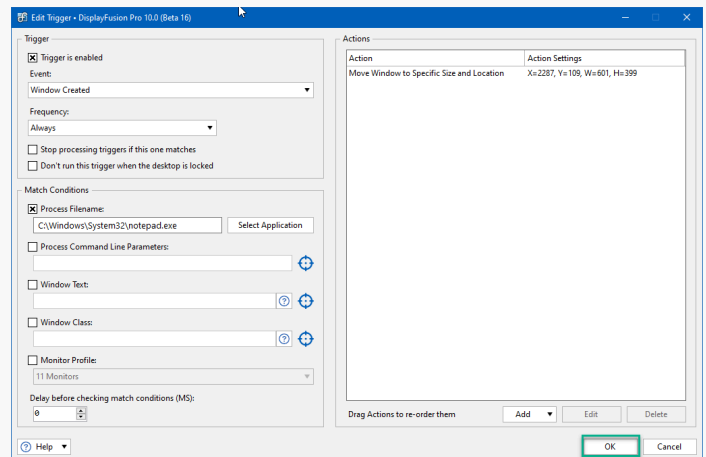 Edit Trigger • DisplayFusion Pro 10.0 (Beta 16)
Trigger
Trigger is enabled
Event:
Window Created
Frequency:
Always
Stop processing triggers if this one matches
Don't run this trigger when the desktop is locked
Match Conditions
Process Filename:
C:\Windows\System32\notepad.exe
Select Application
Process Command Line Parameters:
Window Text:
Window Class:
Monitor Profile:
11 Monitors
Delay before checking match conditions (MS):
0
Help
Actions
Action Action Settings
Move Window to Specific Size and Location X=2287, Y=109, W=601, H=399
Drag Actions to re-order them Add Edit Delete
OK Cancel